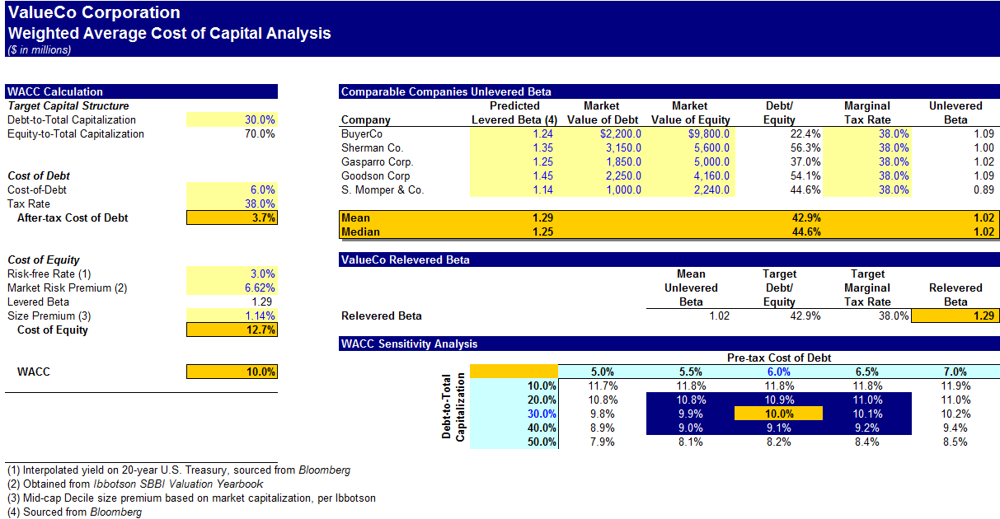 ValueCo Corporation
Weighted Average Cost of Capital Analysis
($ in millions)
WACC Calculation
Target Capital Structure
Debt-to-Total Capitalization 30.0%
Equity-to-Total Capitalization 70.0%
Cost of Debt
Cost-of-Debt 6.0%
Tax Rate 38.0%
After-tax Cost of Debt 3.7%
Cost of Equity
Risk-free Rate (1) 3.0%
Market Risk Premium (2) 6.62%
Levered Beta 1.29
Size Premium (3) 1.14%
Cost of Equity 12.7%
WACC 10.0%
Comparable Companies Unlevered Beta
Predicted Market Market Debt/ Marginal Unlevered
Company Levered Beta (4) Value of Debt Value of Equity Equity Tax Rate Beta
BuyerCo 1.24 $2,200.0 $9,800.0 22.4% 38.0% 1.09
Sherman Co. 1.35 3,150.0 5,600.0 56.3% 38.0% 1.00
Gasparro Corp. 1.25 1,850.0 5,000.0 37.0% 38.0% 1.02
Goodson Corp 1.45 2,250.0 4,160.0 54.1% 38.0% 1.09
S. Momper & Co. 1.14 1,000.0 2,240.0 44.6% 38.0% 0.89
Mean 1.29 42.9% 1.02
Median 1.25 44.6% 1.02
ValueCo Relevered Beta
Mean Target Target
Unlevered Debt/ Marginal Relevered
Beta Equity Tax Rate Beta
Relevered Beta 1.02 42.9% 38.0% 1.29
WACC Sensitivity Analysis
Pre-tax Cost of Debt
5.0% 5.5% 6.0% 6.5% 7.0%
Debt-to-Total
Capitalization
10.0% 11.7% 11.8% 11.8% 11.8% 11.9%
20.0% 10.8% 10.8% 10.9% 11.0% 11.0%
30.0% 9.8% 9.9% 10.0% 10.1% 10.2%
40.0% 8.9% 9.0% 9.1% 9.2% 9.4%
50.0% 7.9% 8.1% 8.2% 8.4% 8.5%
(1) Interpolated yield on 20-year U.S. Treasury, sourced from Bloomberg
(2) Obtained from Ibbotson SBBI Valuation Yearbook
(3) Mid-cap Decile size premium based on market capitalization, per Ibbotson
(4) Sourced from Bloomberg